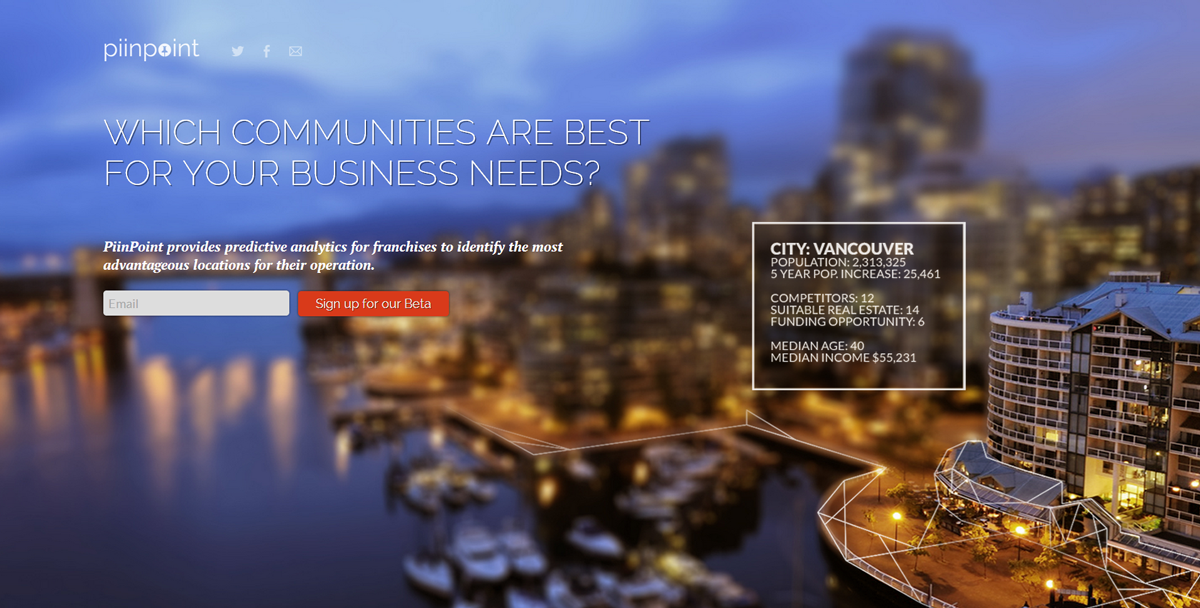 piinpoint
WHICH COMMUNITIES ARE BEST
FOR YOUR BUSINESS NEEDS?
PiinPoint provides predictive analytics for franchises to identify the most
advantageous locations for their operation.
Email
Sign up for our Beta
CITY: VANCOUVER
POPULATION: 2,313,325
5 YEAR POP. INCREASE: 25,461
COMPETITORS: 12
SUITABLE REAL ESTATE: 14
FUNDING OPPORTUNITY: 6
MEDIAN AGE: 40
MEDIAN INCOME $55,231